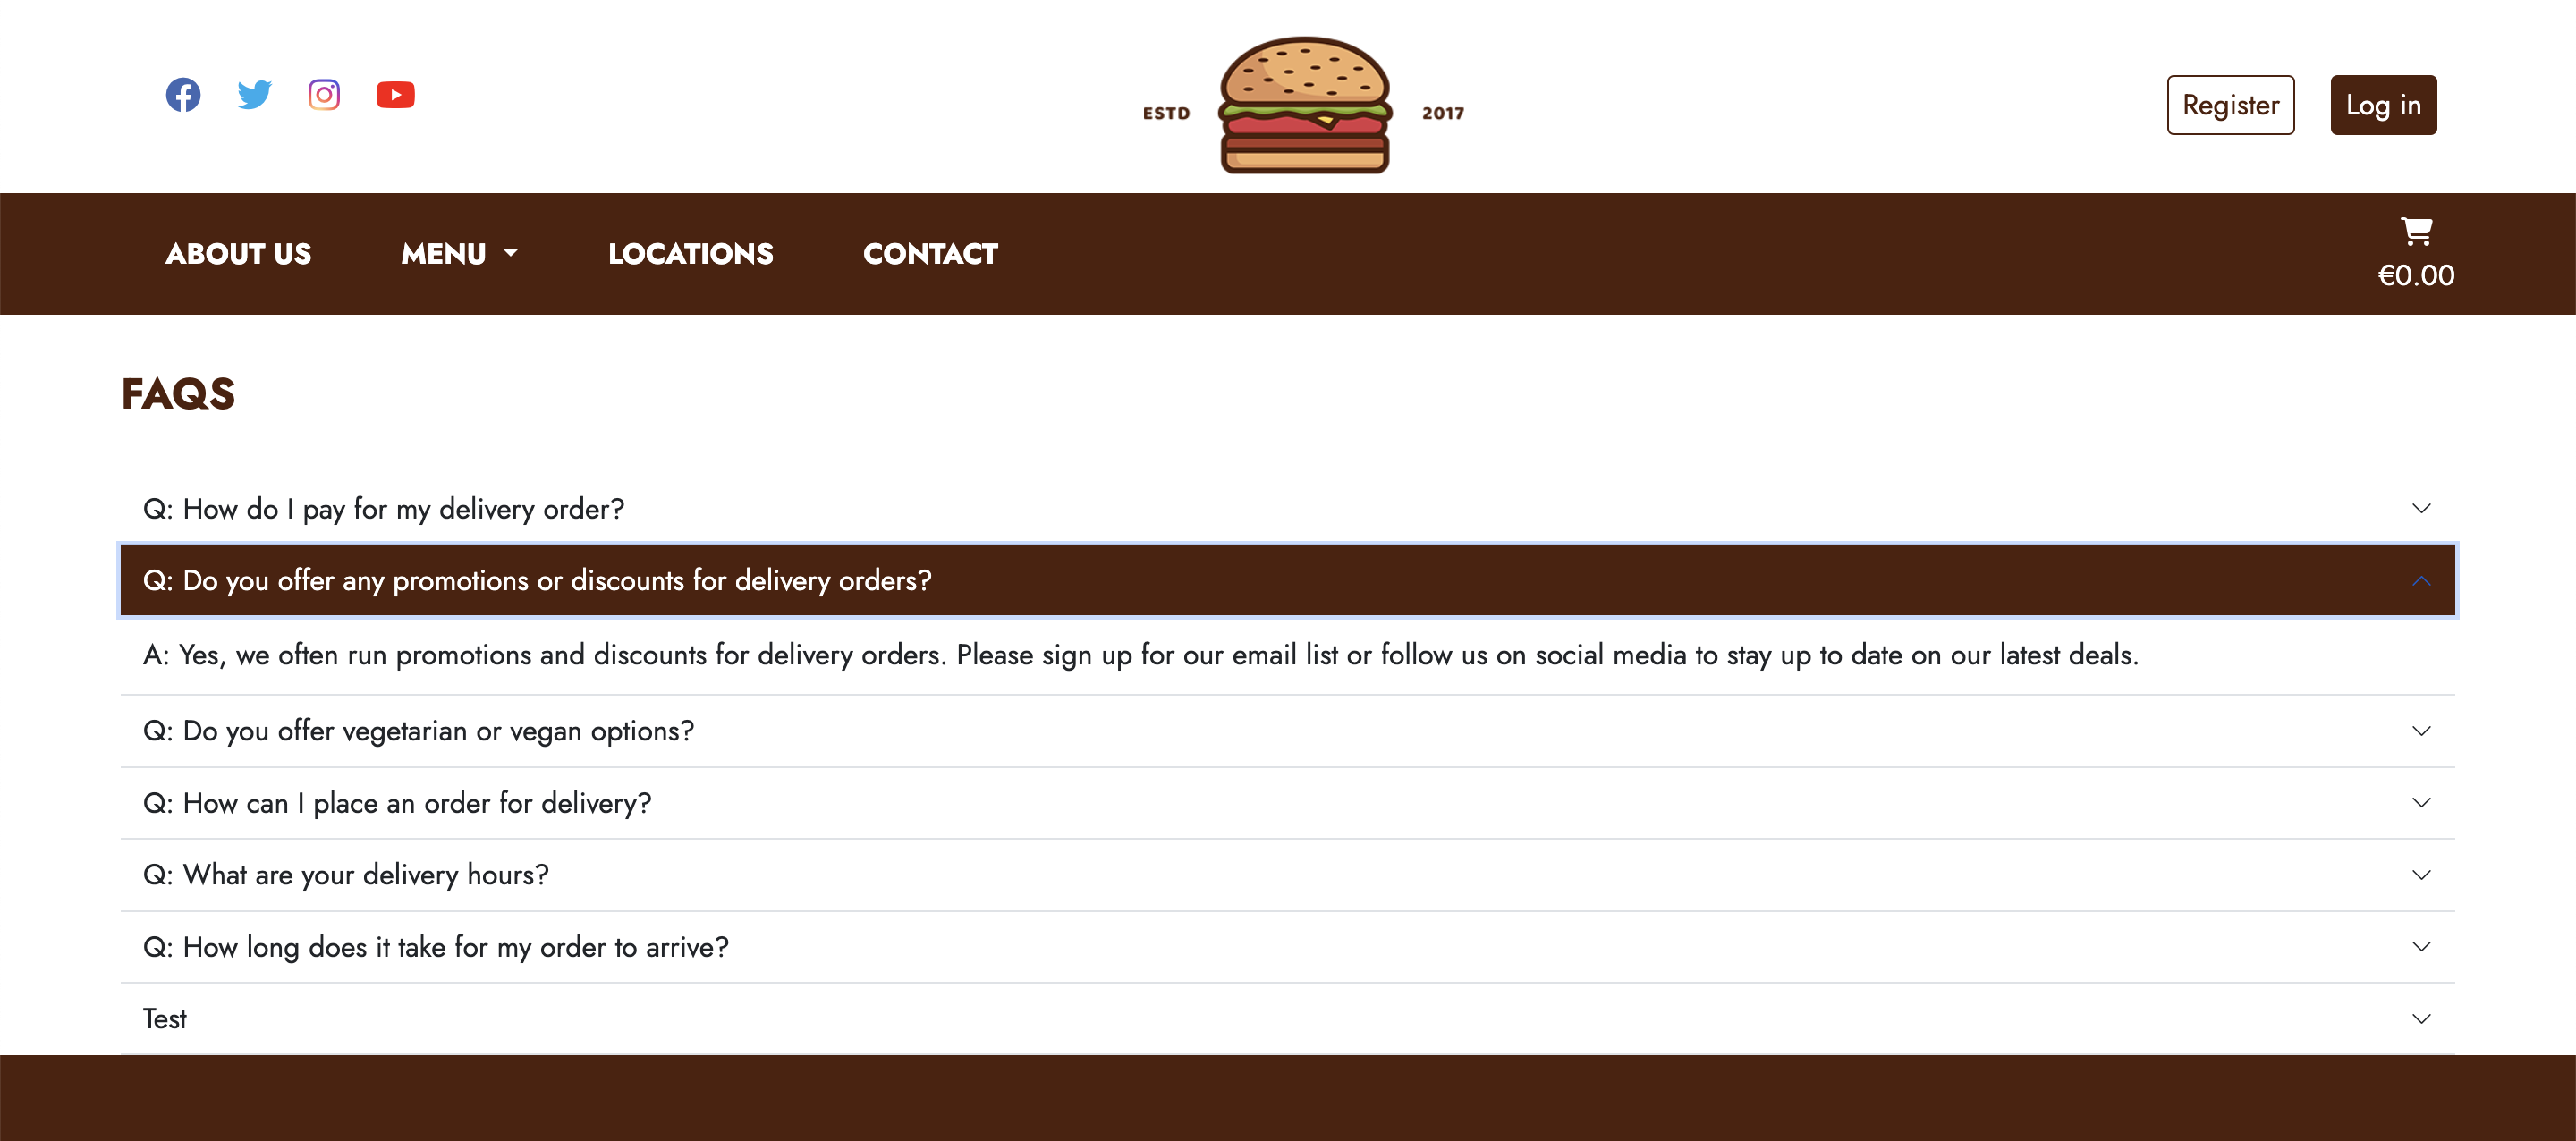 ESTD
2017
Register
Log in
ABOUT US
MENU
LOCATIONS
CONTACT
€0.00
FAQS
Q: How do I pay for my delivery order?
Q: Do you offer any promotions or discounts for delivery orders?
A: Yes, we often run promotions and discounts for delivery orders. Please sign up for our email list or follow us on social media to stay up to date on our latest deals.
Q: Do you offer vegetarian or vegan options?
Q: How can I place an order for delivery?
Q: What are your delivery hours?
Q: How long does it take for my order to arrive?
Test